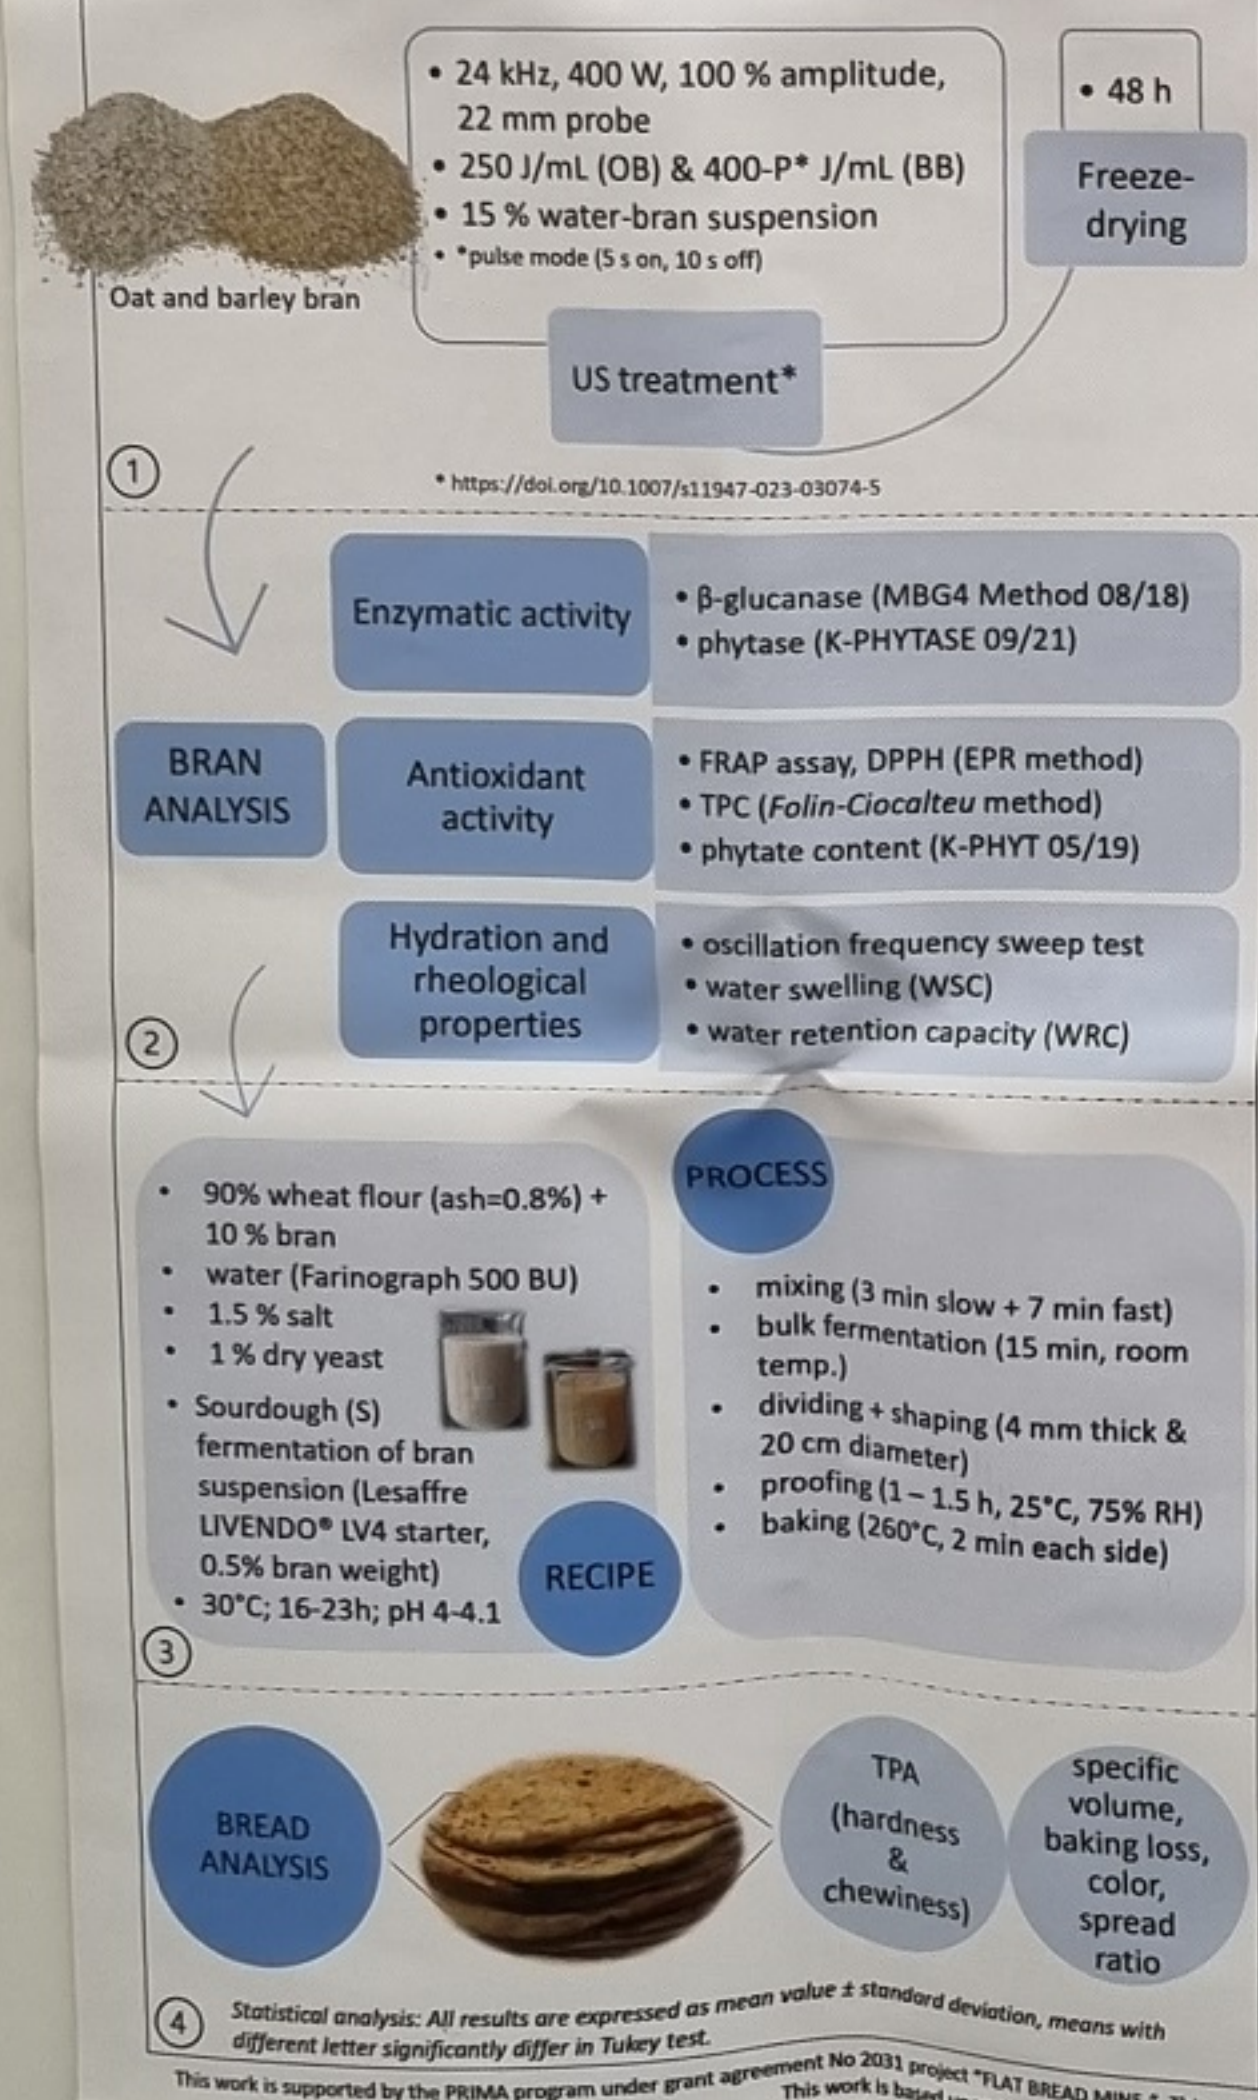 • 24 kHz, 400 W, 100 % amplitude,
22 mm probe
• 250 J/mL (OB) & 400-P* J/mL (BB)
• 15 % water-bran suspension
• *pulse mode (5 s on, 10 s off)
• 48 h
Freeze-
drying
Oat and barley bran
US treatment*
1
* https://doi.org/10.1007/s11947-023-03074-5
Enzymatic activity
• β-glucanase (MBG4 Method 08/18)
• phytase (K-PHYTASE 09/21)
BRAN
ANALYSIS
Antioxidant
activity
• FRAP assay, DPPH (EPR method)
• TPC (Folin-Ciocalteu method)
• phytate content (K-PHYT 05/19)
Hydration and
rheological
properties
• oscillation frequency sweep test
• water swelling (WSC)
• water retention capacity (WRC)
2
• 90% wheat flour (ash=0.8%) +
10 % bran
• water (Farinograph 500 BU)
• 1.5 % salt
• 1 % dry yeast
• Sourdough (S)
fermentation of bran
suspension (Lesaffre
LIVENDO® LV4 starter,
0.5% bran weight)
• 30°C; 16-23h; pH 4-4.1
RECIPE
PROCESS
• mixing (3 min slow + 7 min fast)
• bulk fermentation (15 min, room
temp.)
• dividing + shaping (4 mm thick &
20 cm diameter)
• proofing (1 – 1.5 h, 25°C, 75% RH)
• baking (260°C, 2 min each side)
3
BREAD
ANALYSIS
TPA
(hardness
&
chewiness)
specific
volume,
baking loss,
color,
spread
ratio
4
Statistical analysis: All results are expressed as mean value ± standard deviation, means with
different letter significantly differ in Tukey test.
This work is supported by the PRIMA program under grant agreement No 2031 project "FLAT BREAD
This work is based